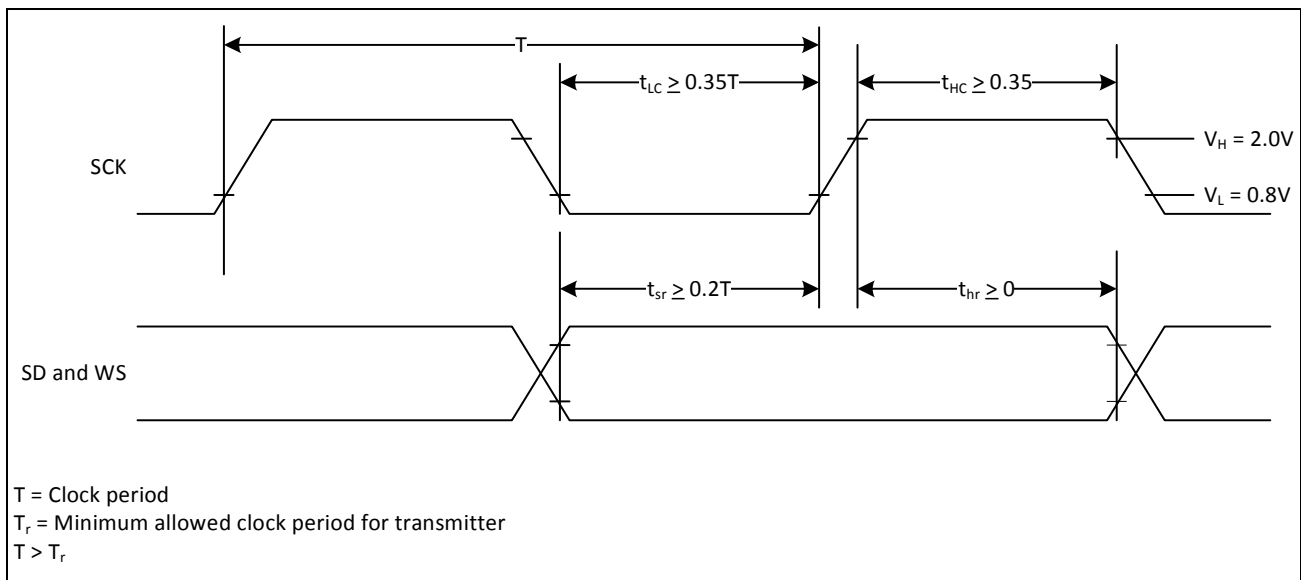 T
t_LC ≥ 0.35T
t_HC ≥ 0.35
SCK
V_H = 2.0V
V_L = 0.8V
t_sr ≥ 0.2T
t_hr ≥ 0
SD and WS
T = Clock period
T_r = Minimum allowed clock period for transmitter
T > T_r